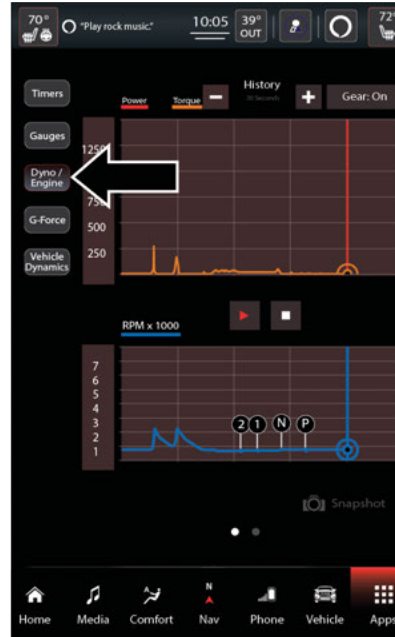 70° "Play rock music." 10:05 39° OUT 72°
Timers
Gauges
Dyno / Engine
G-Force
Vehicle Dynamics
Power Torque
History
30 Seconds
Gear: On
500
250
RPM x 1000
7
6
5
4
3
2
1
2 1 N P
Snapshot
N
Home Media Comfort Nav Phone Vehicle Apps